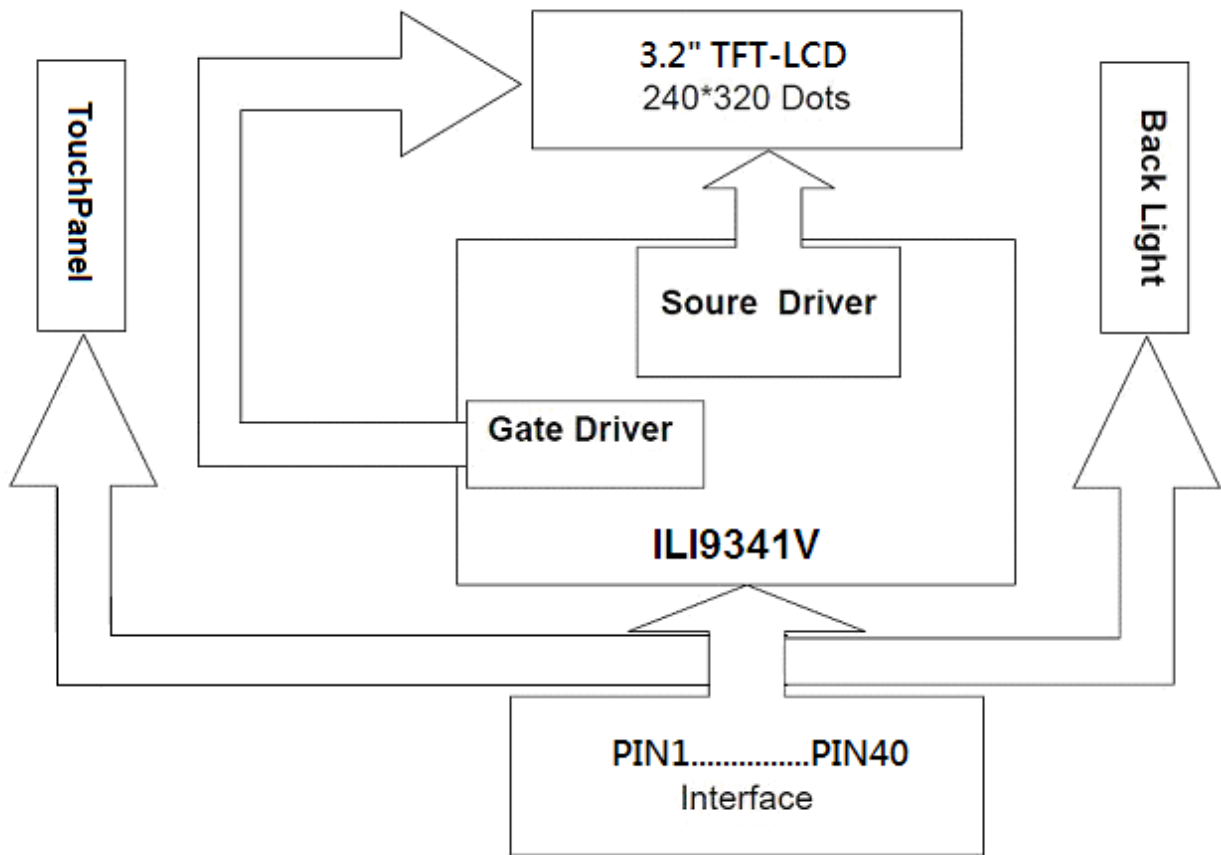 3.2" TFT-LCD
240*320 Dots
TouchPanel
Back Light
Soure Driver
Gate Driver
ILI9341V
PIN1...............PIN40
Interface